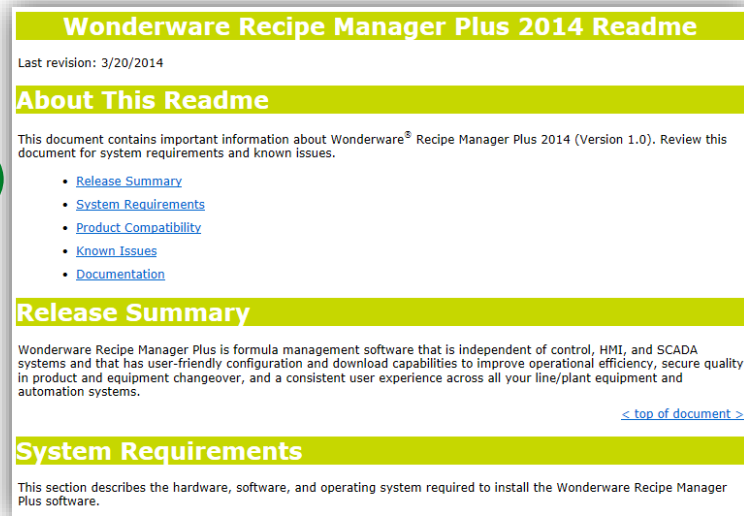 Wonderware Recipe Manager Plus 2014 Readme
Last revision: 3/20/2014
About This Readme
This document contains important information about Wonderware® Recipe Manager Plus 2014 (Version 1.0). Review this
document for system requirements and known issues.
• Release Summary
• System Requirements
• Product Compatibility
• Known Issues
• Documentation
Release Summary
Wonderware Recipe Manager Plus is formula management software that is independent of control, HMI, and SCADA
systems and that has user-friendly configuration and download capabilities to improve operational efficiency, secure quality
in product and equipment changeover, and a consistent user experience across all your line/plant equipment and
automation systems.
< top of document >
System Requirements
This section describes the hardware, software, and operating system required to install the Wonderware Recipe Manager
Plus software.